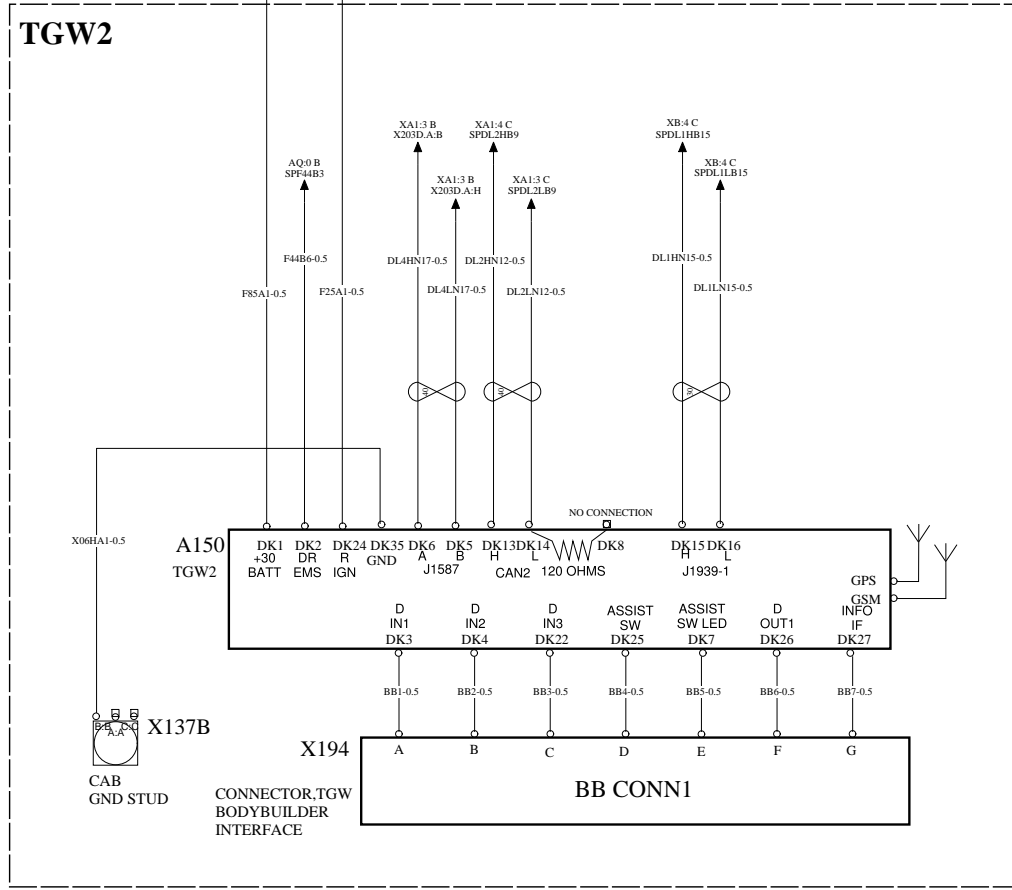 TGW2
XA1:3 B
X203D.A:B
XA1:4 C
SPDL2HB9
XB:4 C
SPDL1HB15
AQ:0 B
SPF44B3
XA1:3 B
X203D.A:H
XA1:3 C
SPDL2LB9
XB:4 C
SPDL1LB15
F44B6-0.5
DL4HN17-0.5
DL2HN12-0.5
DL1HN15-0.5
F85A1-0.5
F25A1-0.5
DL4LN17-0.5
DL2LN12-0.5
DL1LN15-0.5
40
40
30
NO CONNECTION
X06HA1-0.5
A150
TGW2
DK1
+30
BATT
DK2
DR
EMS
DK24
R
IGN
DK35
GND
DK6
A
DK5
B
J1587
DK13
H
DK14
L
CAN2
120 OHMS
DK8
DK15
H
DK16
L
J1939-1
GPS
GSM
D
IN1
DK3
D
IN2
DK4
D
IN3
DK22
ASSIST
SW
DK25
ASSIST
SW LED
DK7
D
OUT1
DK26
INFO
IF
DK27
BB1-0.5
BB2-0.5
BB3-0.5
BB4-0.5
BB5-0.5
BB6-0.5
BB7-0.5
B:B
C:C
A:A
X137B
CAB
GND STUD
X194
A
B
C
D
E
F
G
BB CONN1
CONNECTOR,TGW
BODYBUILDER
INTERFACE